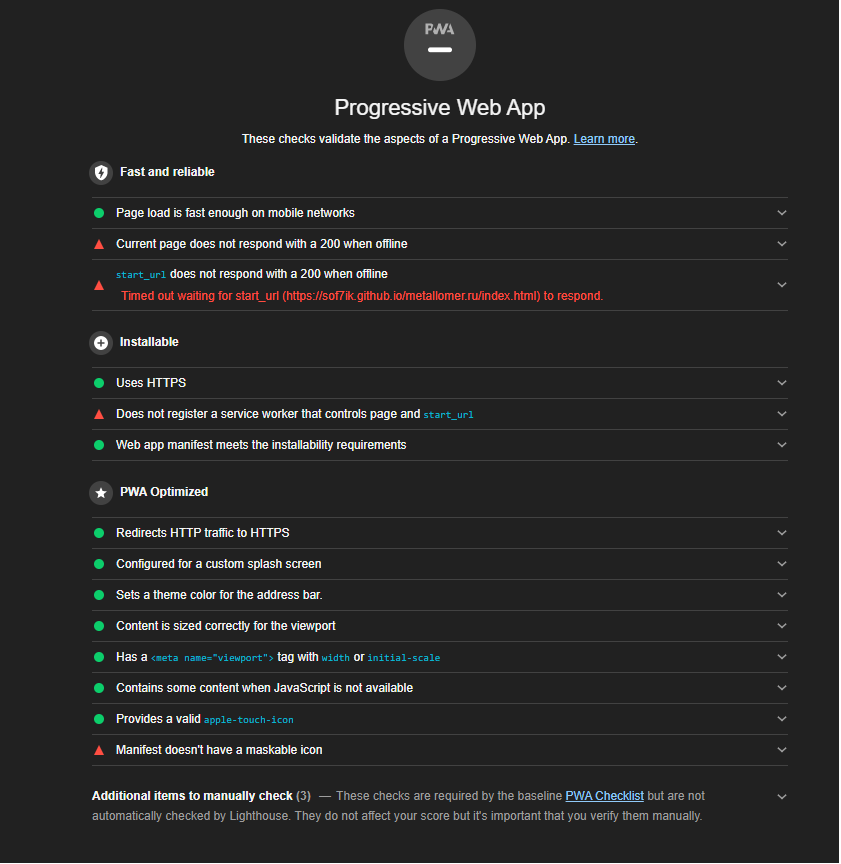 PWA
Progressive Web App
These checks validate the aspects of a Progressive Web App. Learn more.
Fast and reliable
Page load is fast enough on mobile networks
Current page does not respond with a 200 when offline
start_url does not respond with a 200 when offline
Timed out waiting for start_url (https://sof7ik.github.io/metallomer.ru/index.html) to respond.
Installable
Uses HTTPS
Does not register a service worker that controls page and start_url
Web app manifest meets the installability requirements
PWA Optimized
Redirects HTTP traffic to HTTPS
Configured for a custom splash screen
Sets a theme color for the address bar.
Content is sized correctly for the viewport
Has a <meta name="viewport"> tag with width or initial-scale
Contains some content when JavaScript is not available
Provides a valid apple-touch-icon
Manifest doesn't have a maskable icon
Additional items to manually check (3) — These checks are required by the baseline PWA Checklist but are not
automatically checked by Lighthouse. They do not affect your score but it's important that you verify them manually.